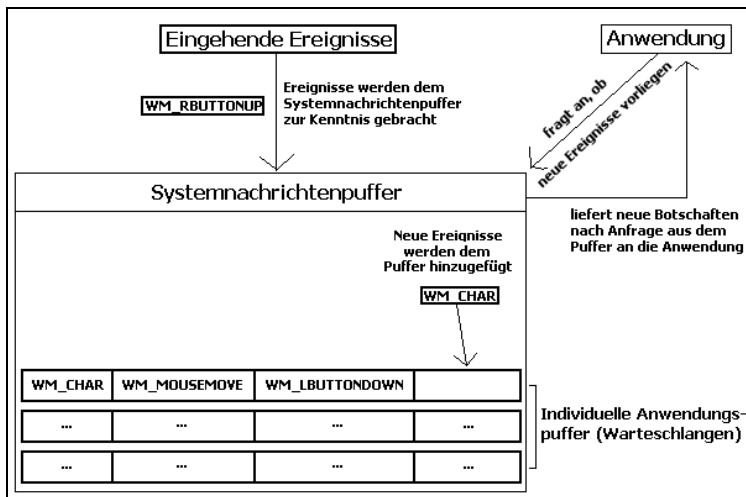 Eingehende Ereignisse
Anwendung
WM_RBUTTONUP
Ereignisse werden dem
Systemnachrichtenpuffer
zur Kenntnis gebracht
fragt an, ob
neue Ereignisse vorliegen
Systemnachrichtenpuffer
liefert neue Botschaften
nach Anfrage aus dem
Puffer an die Anwendung
Neue Ereignisse
werden dem
Puffer hinzugefügt
WM_CHAR
WM_CHAR WM_MOUSEMOVE WM_LBUTTONDOWN
... ... ... ...
... ... ... ...
Individuelle Anwendungs-
puffer (Warteschlangen)